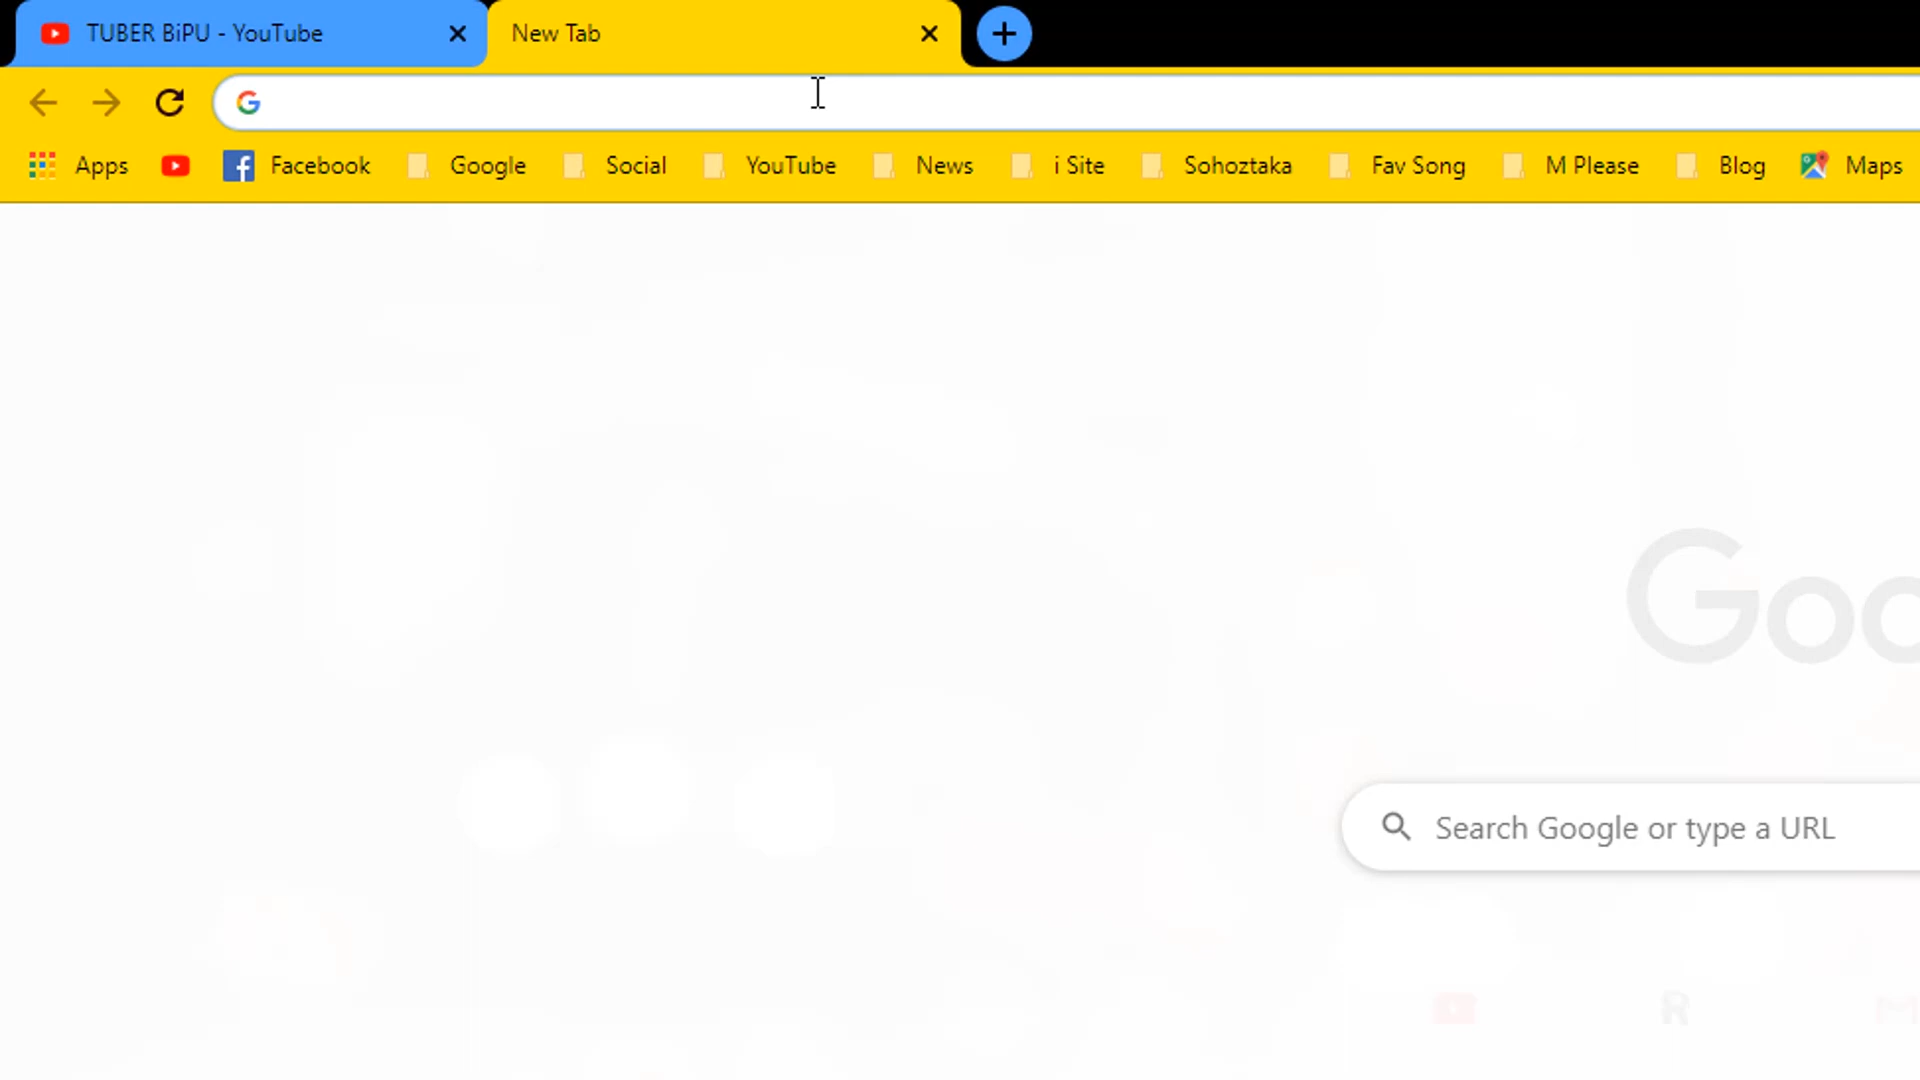 TUBER BiPU - YouTube New Tab
Apps Facebook Google Social YouTube News i Site Sohoztaka Fav Song M Please Blog Maps
Goo
Search Google or type a URL
R